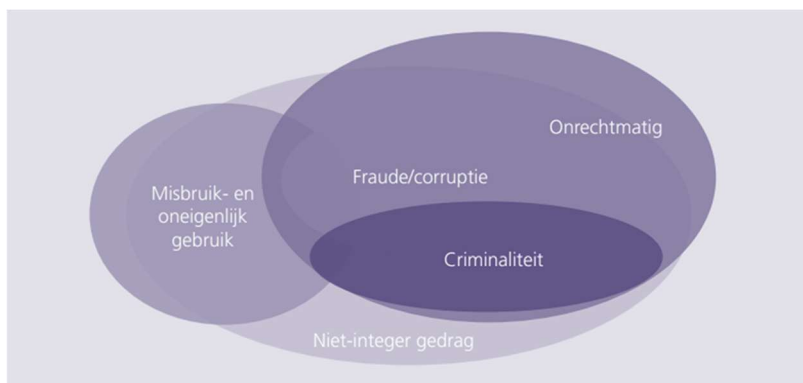 Onrechtmatig
Fraude/corruptie
Misbruik- en
oneigenlijk
gebruik
Criminaliteit
Niet-integer gedrag